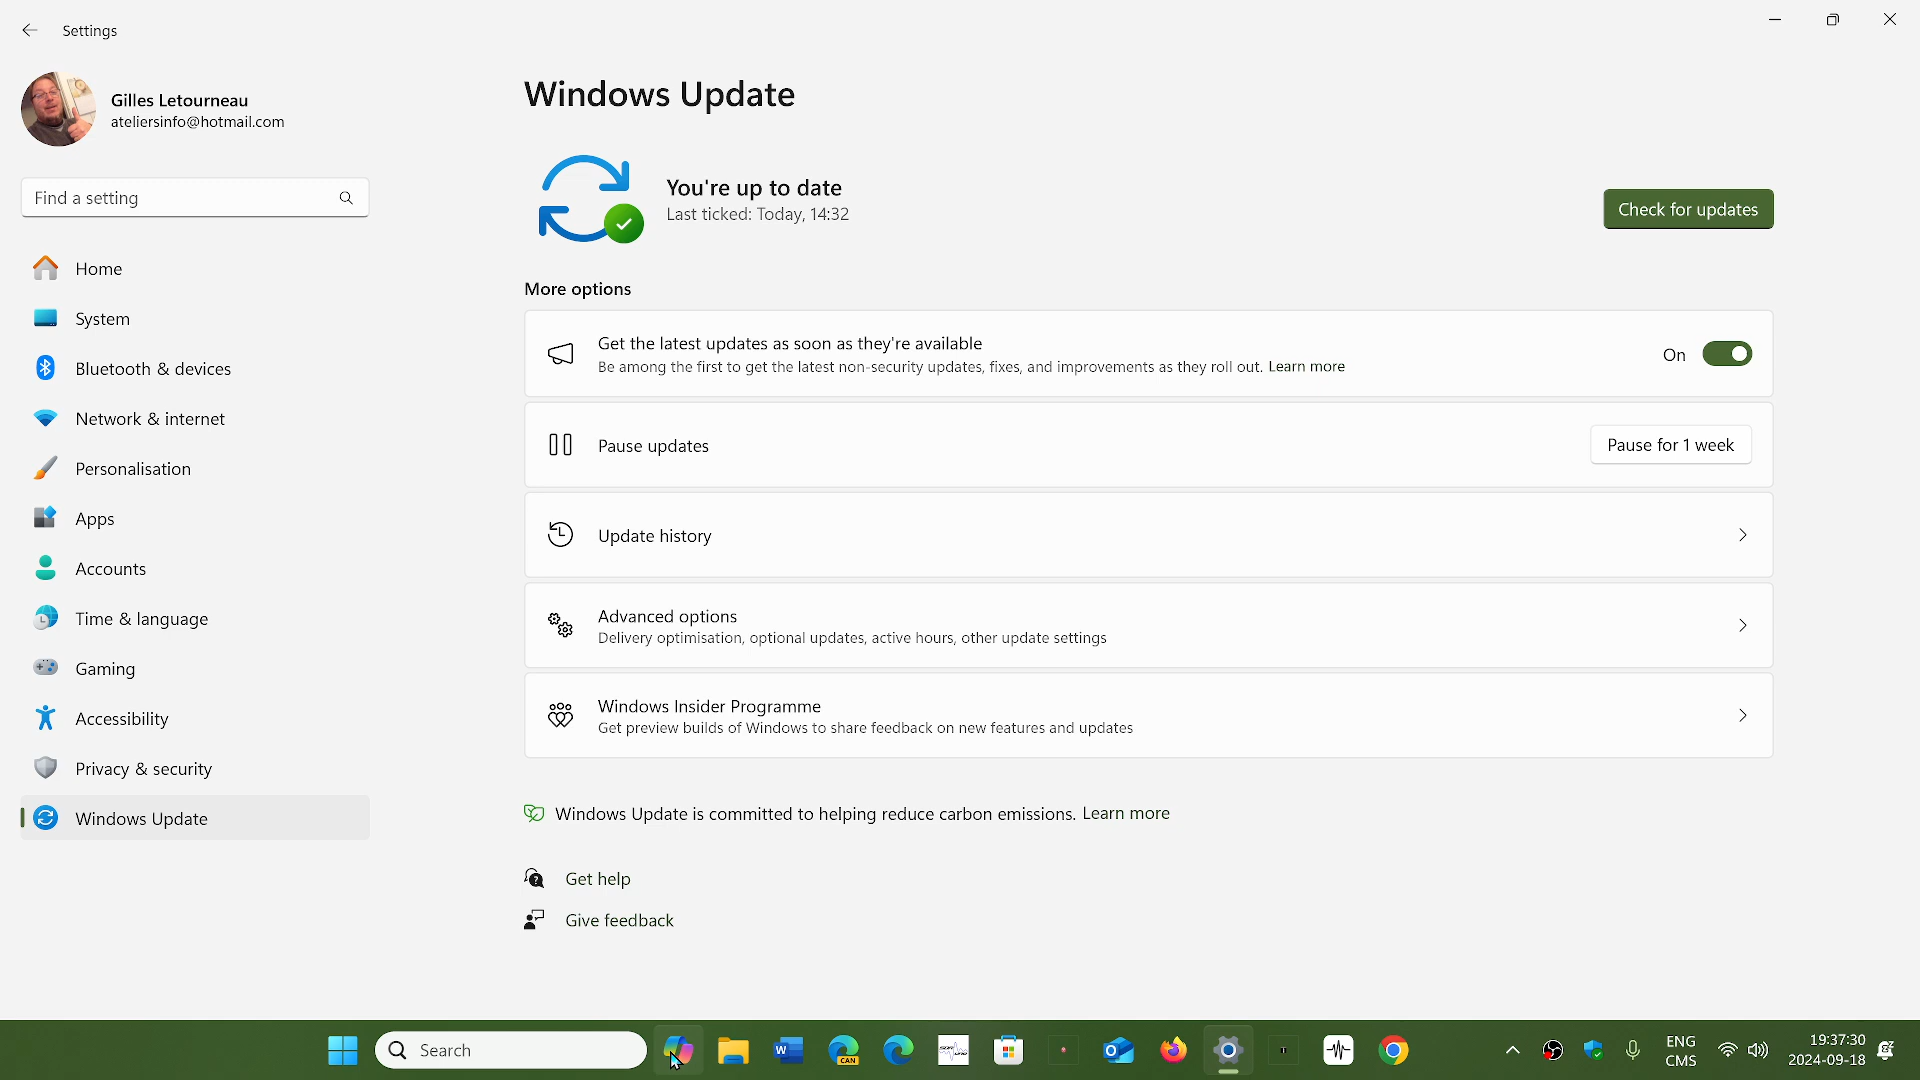 Settings
Gilles Letourneau
ateliersinfo@hotmail.com
Find a setting
Home
System
Bluetooth & devices
Network & internet
Personalisation
Apps
Accounts
Time & language
Gaming
Accessibility
Privacy & security
Windows Update
Windows Update
You're up to date
Last ticked: Today, 14:32
Check for updates
More options
Get the latest updates as soon as they're available
Be among the first to get the latest non-security updates, fixes, and improvements as they roll out. Learn more
On
Pause updates
Pause for 1 week
Update history
Advanced options
Delivery optimisation, optional updates, active hours, other update settings
Windows Insider Programme
Get preview builds of Windows to share feedback on new features and updates
Windows Update is committed to helping reduce carbon emissions. Learn more
Get help
Give feedback
Search
W
CAN
ENG
CMS
19:37:30
2024-09-18